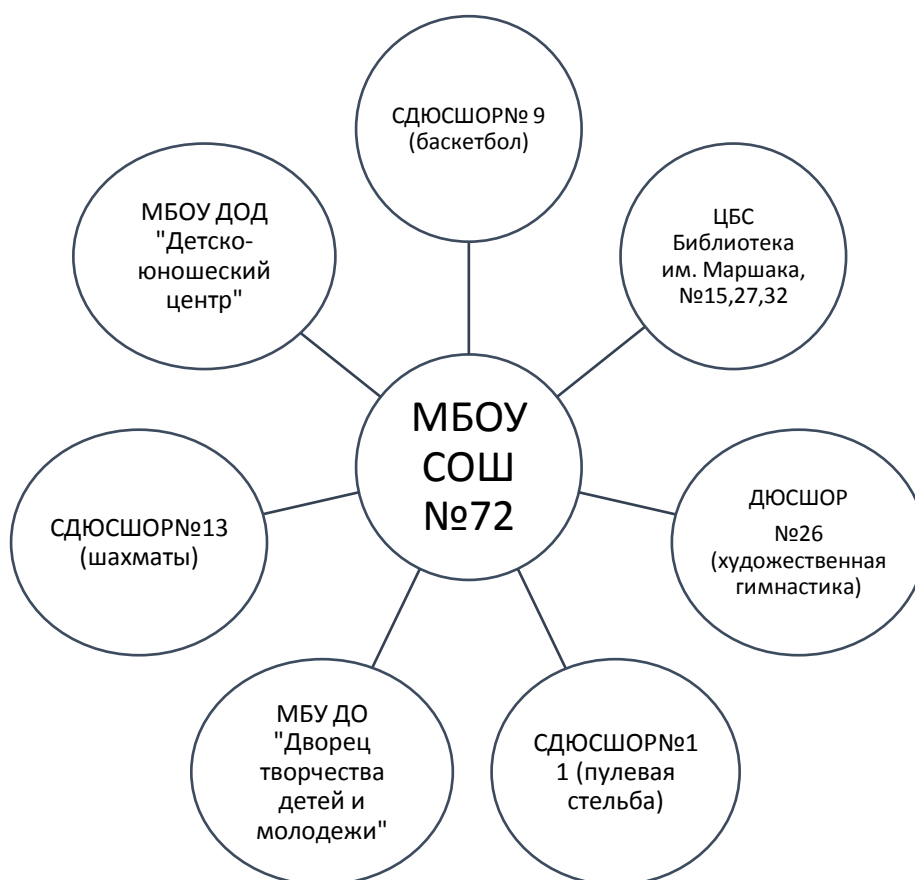 СДЮСШОР№ 9
(баскетбол)
ЦБС
Библиотека
им. Маршака,
№15,27,32
ДЮСШОР
№26
(художественная
гимнастика)
СДЮСШОР№1
1 (пулевая
стельба)
МБУ ДО
"Дворец
творчества
детей и
молодежи"
СДЮСШОР№13
(шахматы)
МБОУ ДОД
"Детско-
юношеский
центр"
МБОУ
СОШ
№72